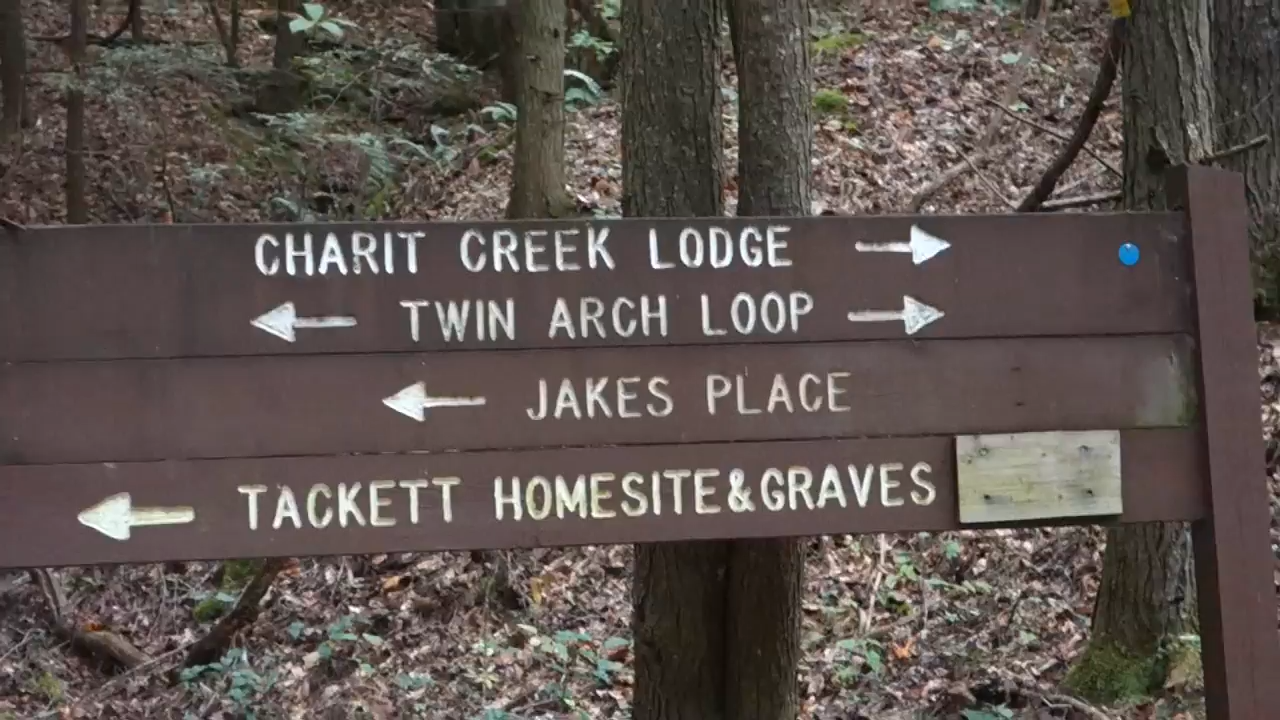 CHARIT CREEK LODGE
TWIN ARCH LOOP
JAKES PLACE
TACKETT HOMESITE&GRAVES